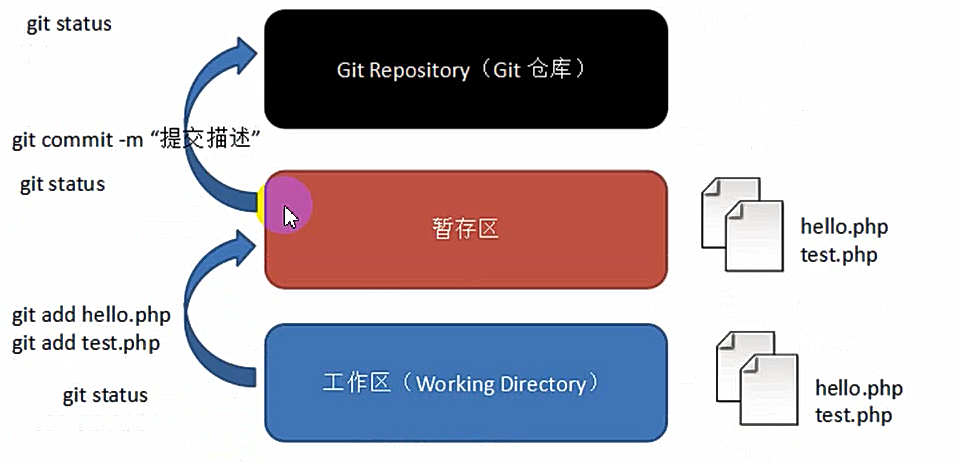 git status
Git Repository（Git 仓库）
git commit -m “提交描述”
git status
暂存区
hello.php
test.php
git add hello.php
git add test.php
工作区（Working Directory）
git status
hello.php
test.php